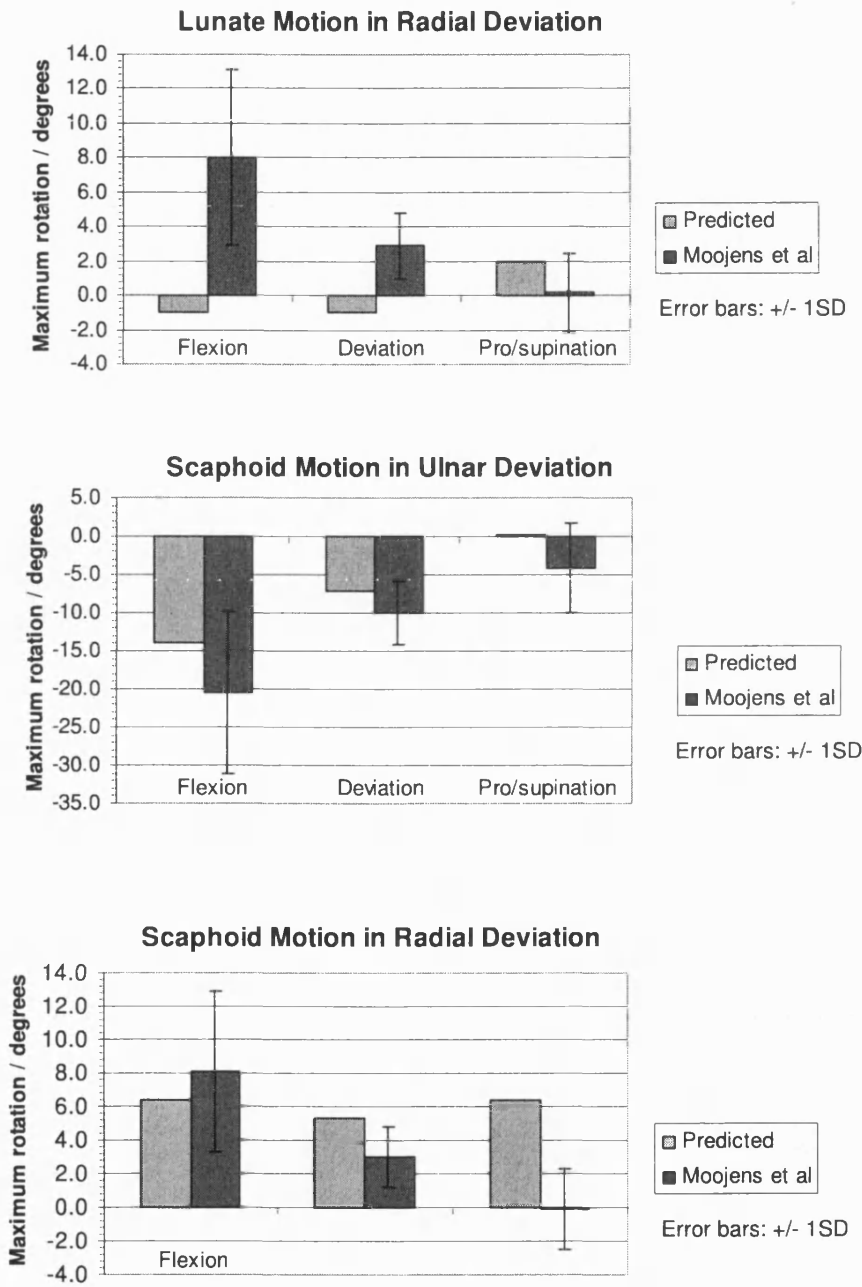 Lunate Motion in Radial Deviation
Maximum rotation / degrees
14.0
12.0
10.0
8.0
6.0
4.0
2.0
0.0
-2.0
-4.0
Flexion
Deviation
Pro/supination
Predicted
Moojens et al
Error bars: +/- 1SD
Scaphoid Motion in Ulnar Deviation
Maximum rotation / degrees
5.0
0.0
-5.0
-10.0
-15.0
-20.0
-25.0
-30.0
-35.0
Flexion
Deviation
Pro/supination
Predicted
Moojens et al
Error bars: +/- 1SD
Scaphoid Motion in Radial Deviation
Maximum rotation / degrees
14.0
12.0
10.0
8.0
6.0
4.0
2.0
0.0
-2.0
-4.0
Flexion
Predicted
Moojens et al
Error bars: +/- 1SD